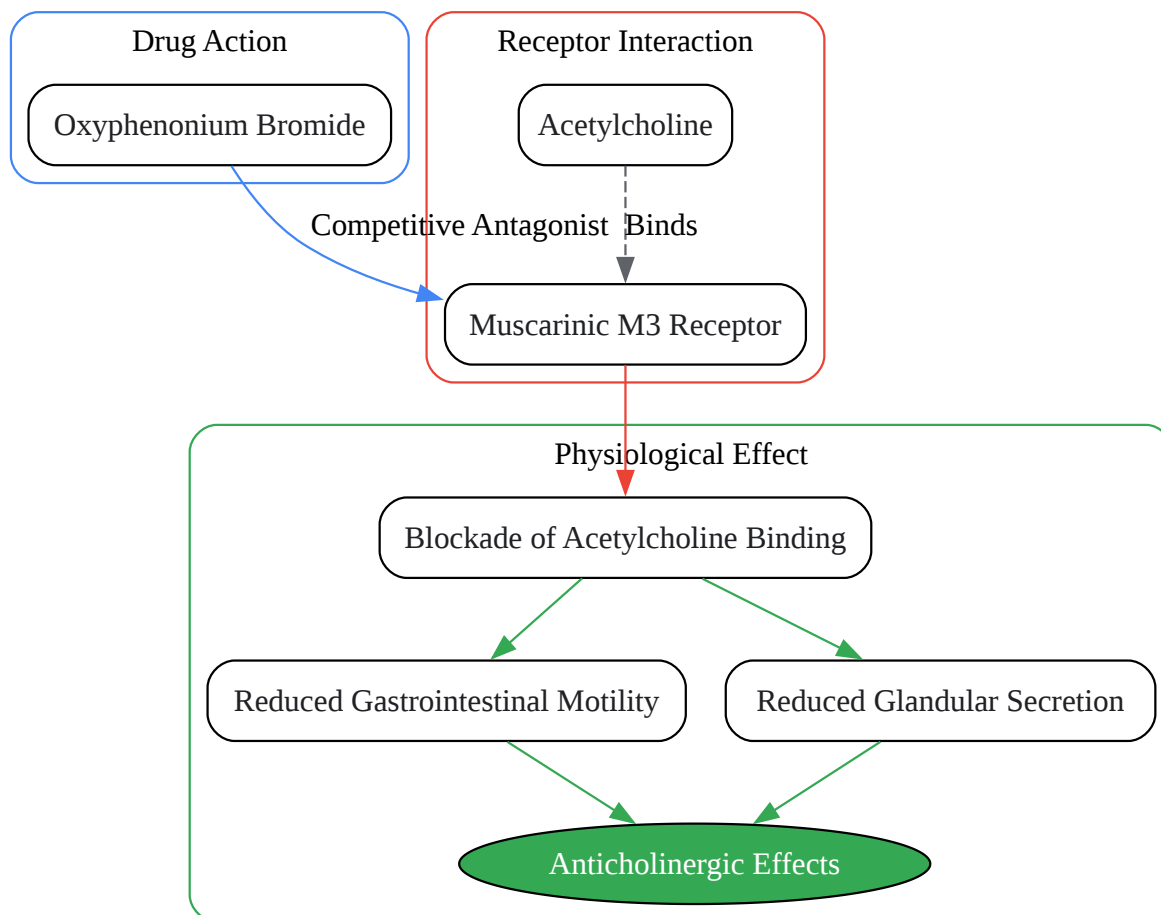 Drug Action
Receptor Interaction
Oxyphenonium Bromide
Acetylcholine
Competitive Antagonist
Binds
Muscarinic M3 Receptor
Physiological Effect
Blockade of Acetylcholine Binding
Reduced Gastrointestinal Motility
Reduced Glandular Secretion
Anticholinergic Effects